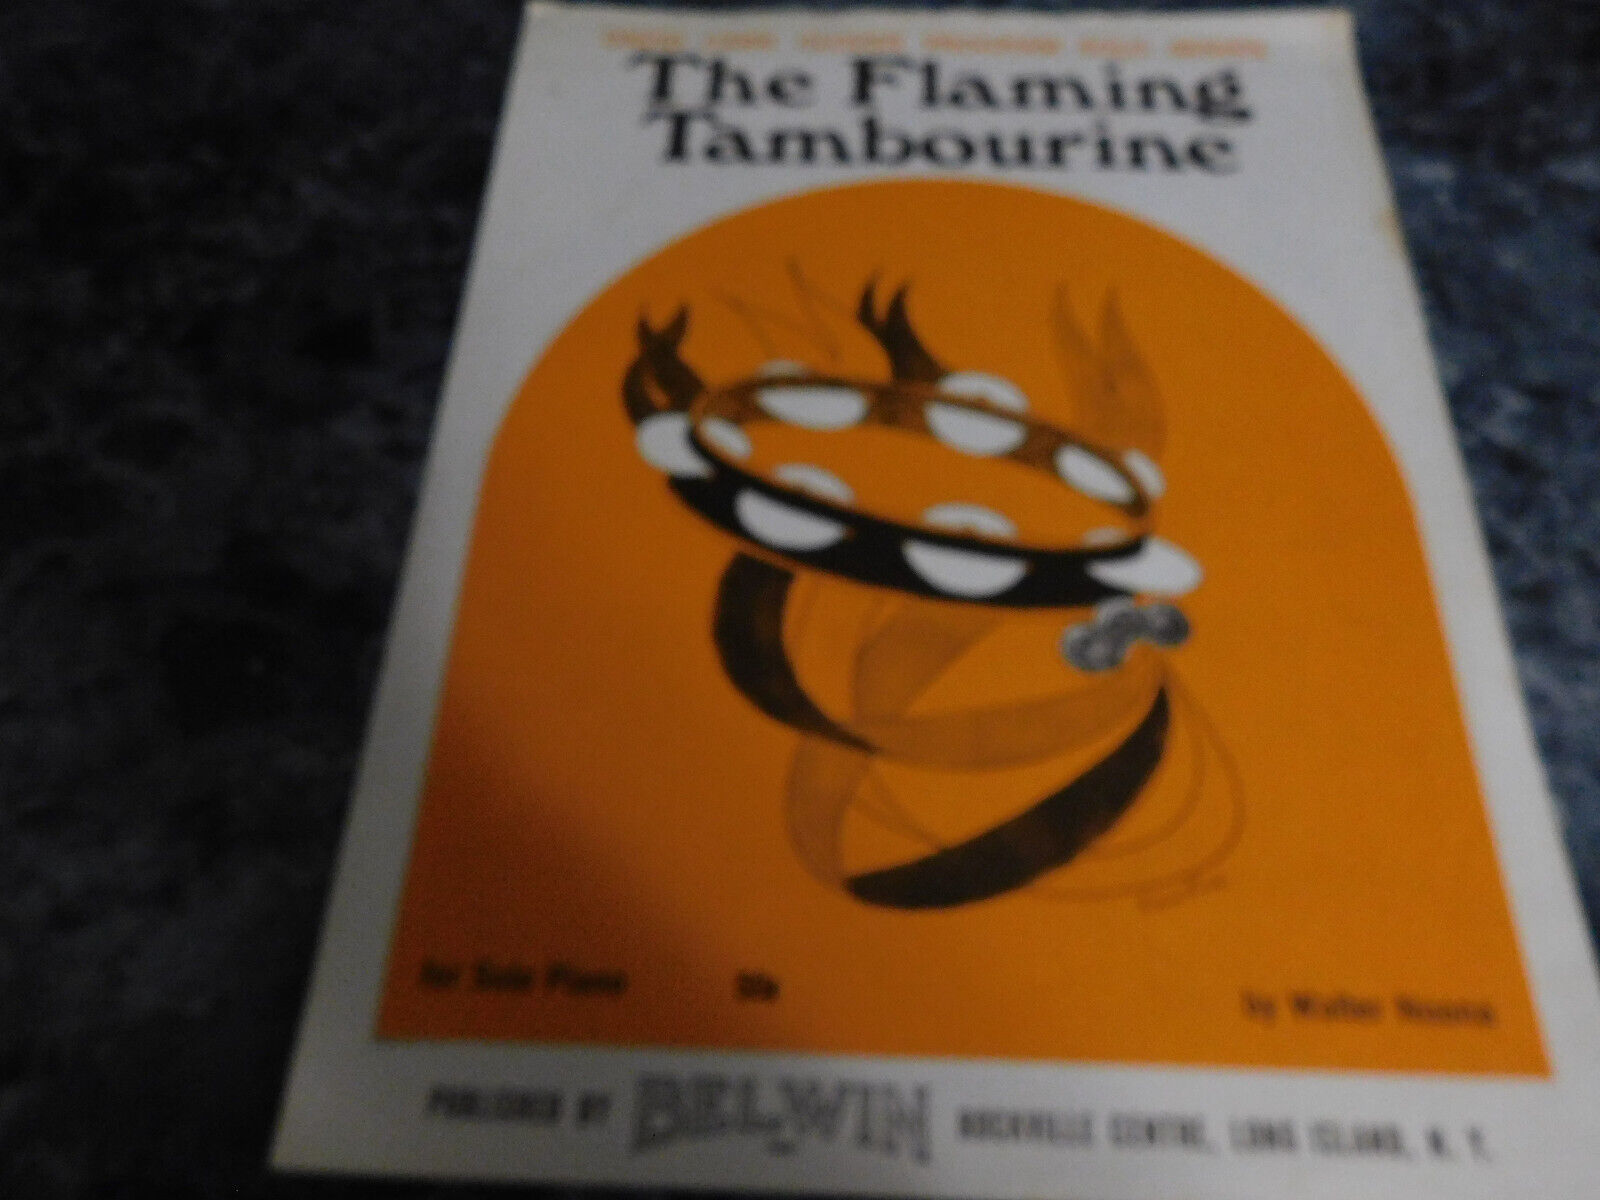 The Flaming
Tambourine
for Solo Piano
by Walter Noona
PUBLISHED BY BELWIN ROCKVILLE CENTRE, LONG ISLAND, N. Y.